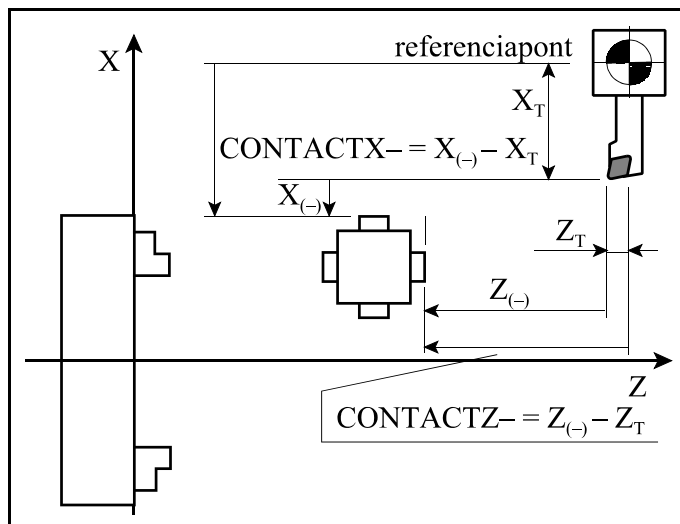 referenciapont
X
X_T
CONTACTX– = X_(–) – X_T
X_(–)
Z_T
Z_(–)
Z
CONTACTZ– = Z_(–) – Z_T